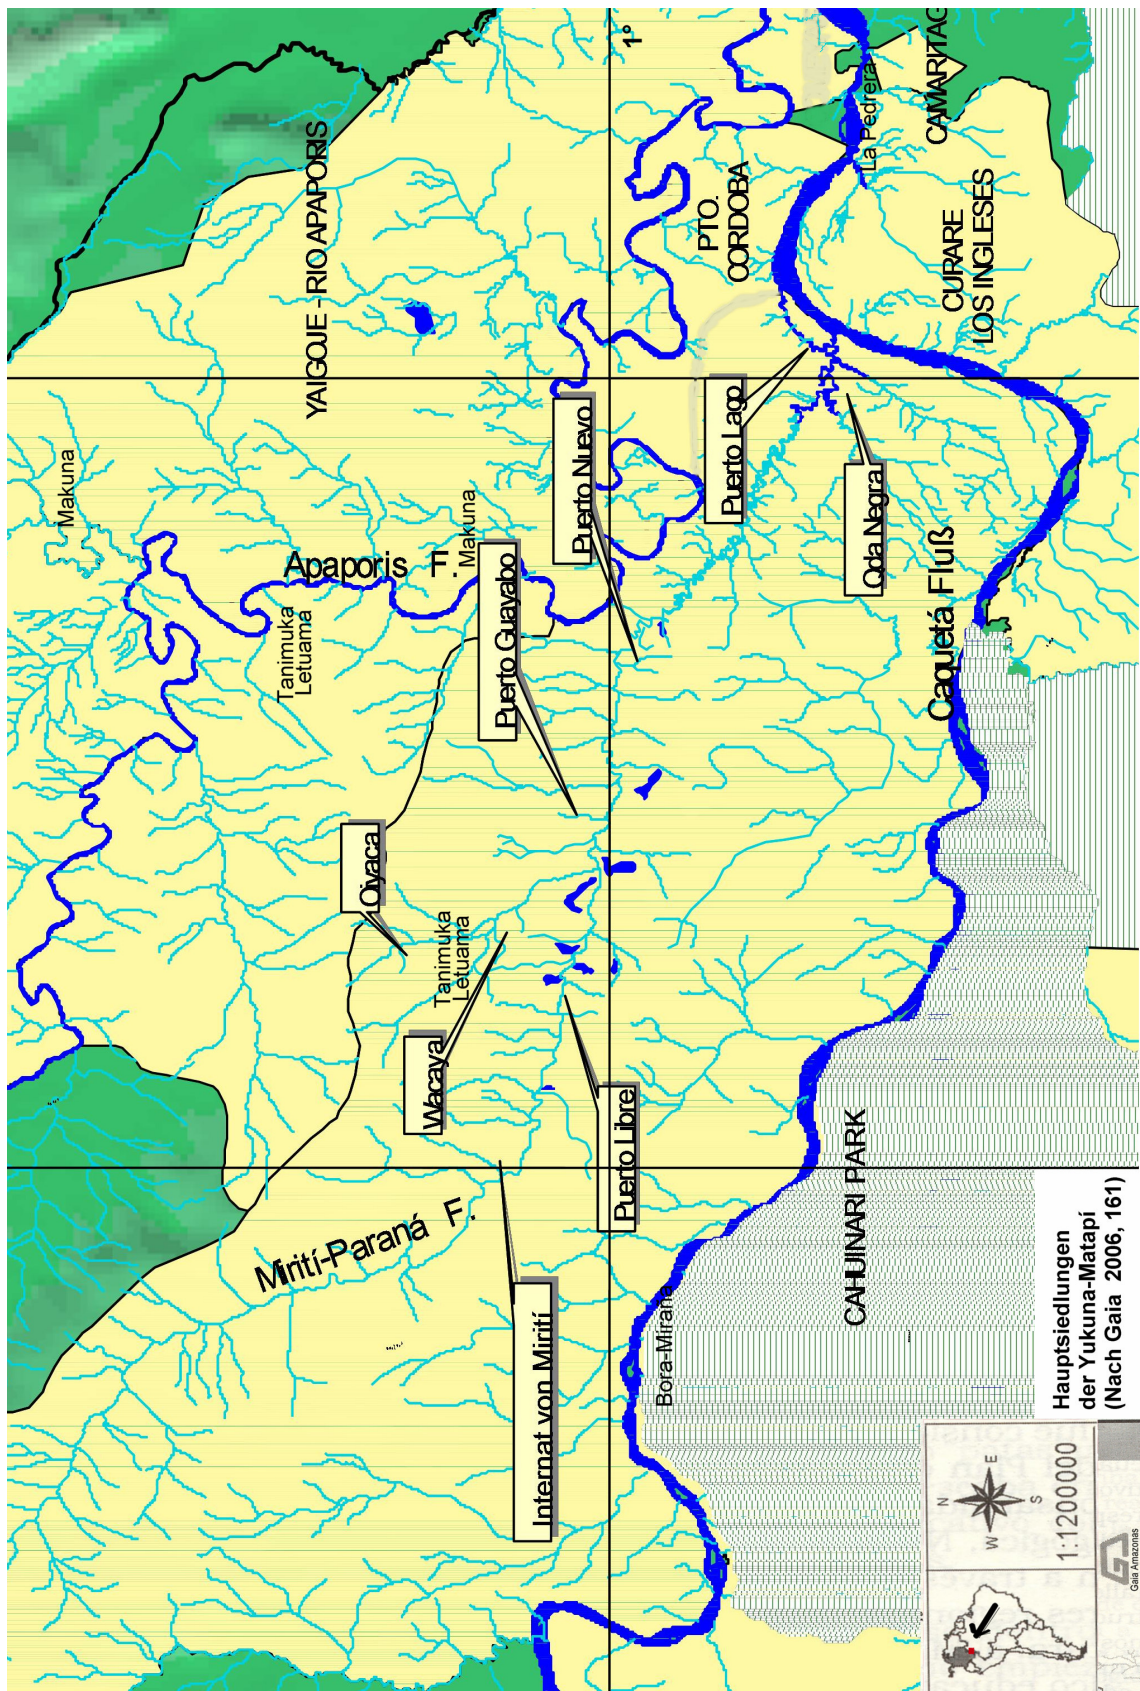 Makuna
YAIGOJE - RIO APAPORIS
1°
CAMARITAG
La Pedrera
PTO.
CORDOBA
CURARE
LOS INGLESES
Apaporis F.
Makuna
Tanimuka
Letuama
Puerto Nuevo
Puerto Lago
Puerto Guayabo
Qda Negra
Caquetá Fluß
Oiyaca
Tanimuka
Letuama
Wacaya
Puerto Libre
Mirití-Paraná F.
Internat von Mirití
Bora-Miraña
CAHUINARI PARK
Hauptsiedlungen
der Yukuna-Matapí
(Nach Gaia 2006, 161)
N
W E
S
1:1200000
Gaia Amazonas